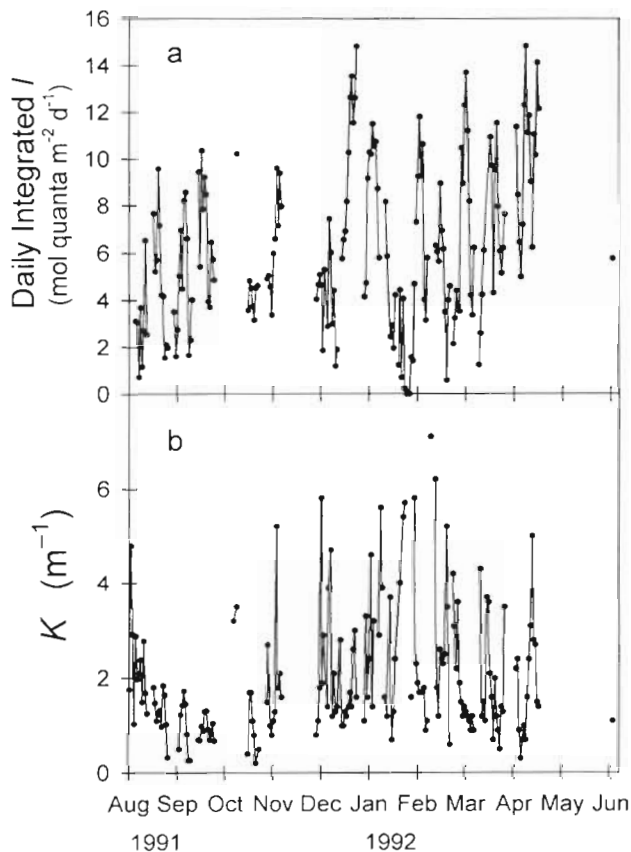 16
14
12
10
8
6
4
2
0
a
Daily Integrated I
(mol quanta m⁻² d⁻¹)
6
4
2
0
b
K (m⁻¹)
Aug Sep Oct Nov Dec Jan Feb Mar Apr May Jun
1991 1992